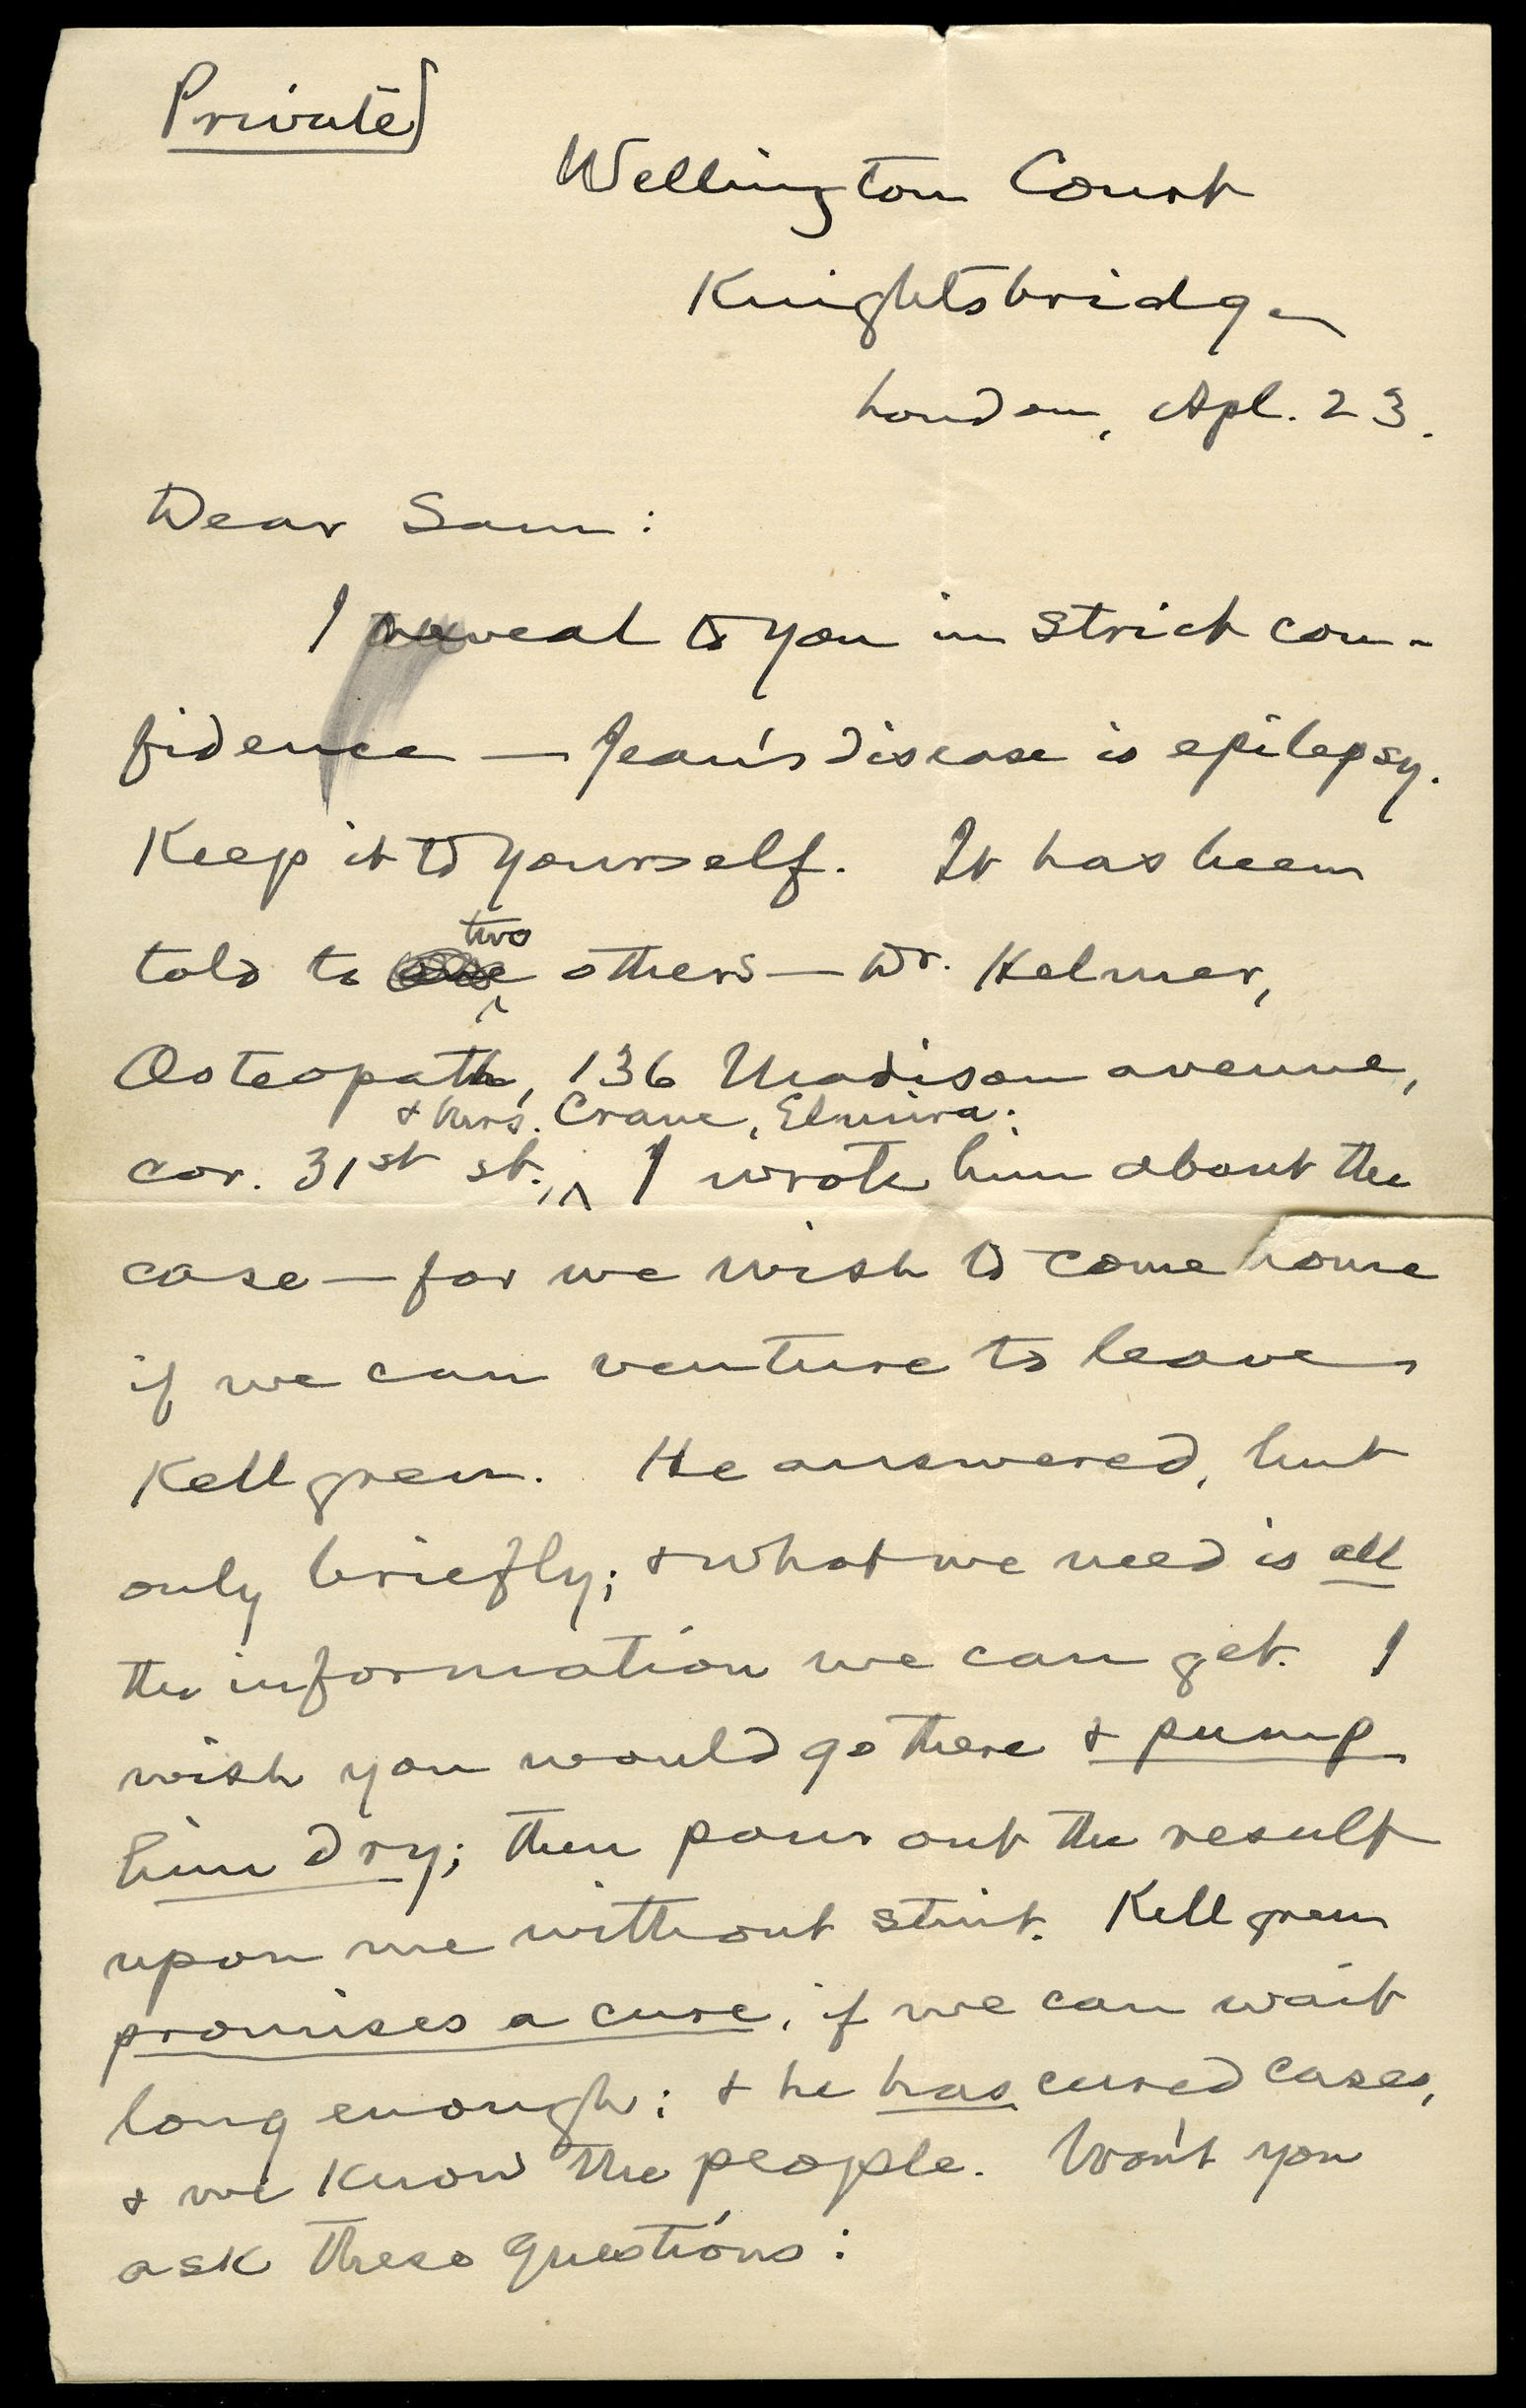 Private]
Wellington Court
Knightsbridge
London, Apl. 23.
Dear Sam:
I reveal to you in strict con-
fidence — Jean's disease is epilepsy.
Keep it to yourself. It has been
two
told to one others — Dr. Helmer,
Osteopath, 136 Madison avenue,
& Mrs. Crane, Elmira.
cor. 31st st., ^ I wrote him about the
case — for we wish to come home
if we can venture to leave
Kellgren. He answered, but
only briefly; & what we need is all
the information we can get. I
wish you would go there & pump
him dry; then pour out the result
upon me without stint. Kellgren
promises a cure, if we can wait
long enough; & he has cured cases,
& we know the people. Won't you
ask these questions: